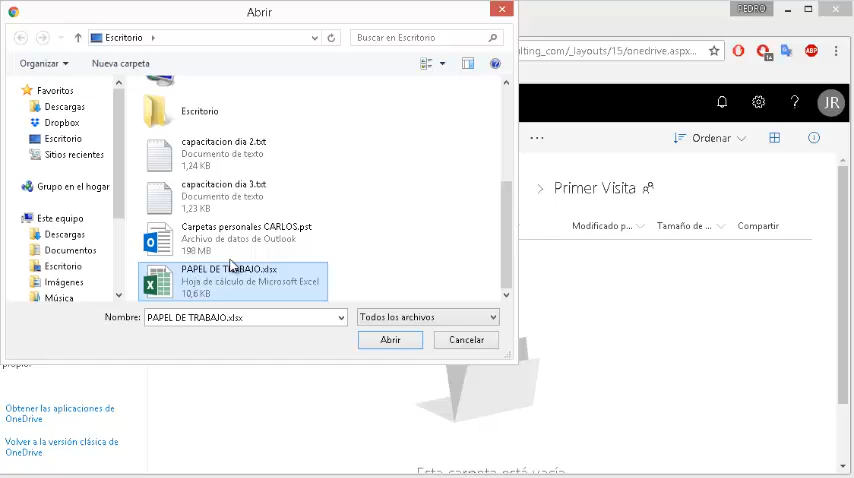 Abrir
PEDRO
Escritorio
Buscar en Escritorio
ulting_com/_layouts/15/onedrive.aspx...
14
ABP
Organizar
Nueva carpeta
JR
Favoritos
Descargas
Dropbox
Escritorio
Sitios recientes
Grupo en el hogar
Este equipo
Descargas
Documentos
Escritorio
Imágenes
Música
Escritorio
capacitacion dia 2.txt
Documento de texto
1,24 KB
capacitacion dia 3.txt
Documento de texto
1,23 KB
Carpetas personales CARLOS.pst
Archivo de datos de Outlook
198 MB
PAPEL DE TRABAJO.xlsx
Hoja de cálculo de Microsoft Excel
10,6 KB
Nombre:
PAPEL DE TRABAJO.xlsx
Todos los archivos
Abrir
Cancelar
Ordenar
Primer Visita
Modificado p...
Tamaño de ...
Compartir
Obtener las aplicaciones de
OneDrive
Volver a la versión clásica de
OneDrive
Esta carpeta está vacía